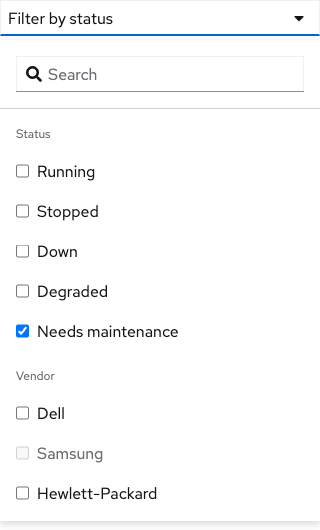 Filter by status
Search
Status
Running
Stopped
Down
Degraded
Needs maintenance
Vendor
Dell
Samsung
Hewlett-Packard